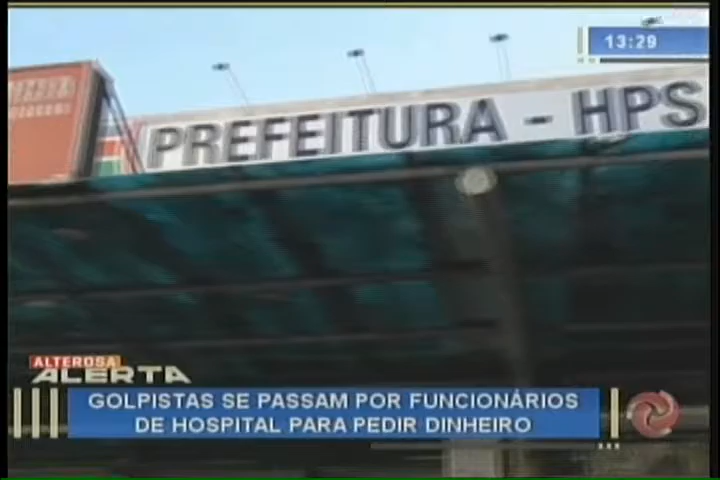 13:29
PREFEITURA - HPS
ALTEROSA
ALERTA
GOLPISTAS SE PASSAM POR FUNCIONÁRIOS
DE HOSPITAL PARA PEDIR DINHEIRO